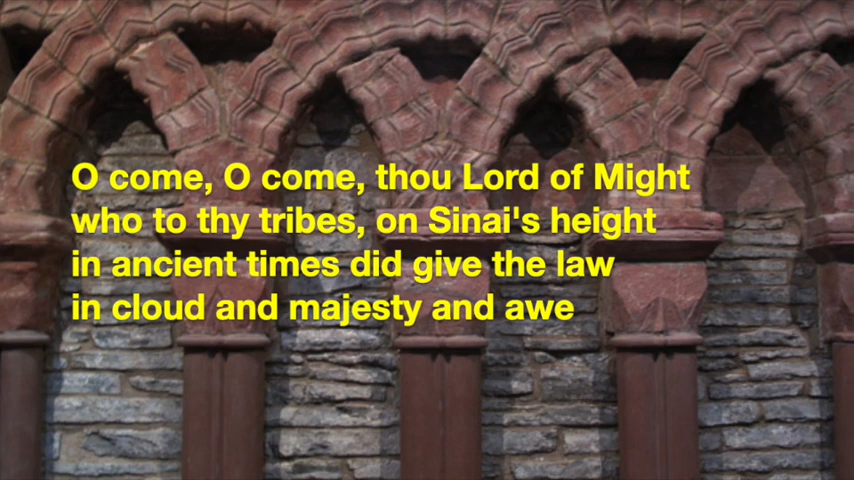 O come, O come, thou Lord of Might
who to thy tribes, on Sinai's height
in ancient times did give the law
in cloud and majesty and awe